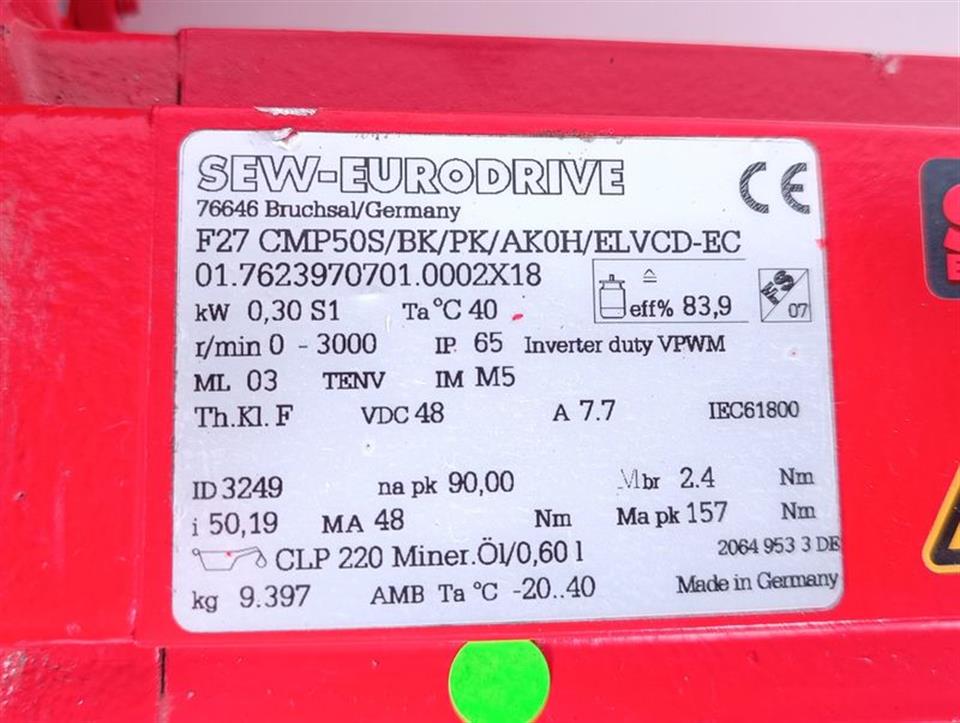 SEW-EURODRIVE CE
76646 Bruchsal/Germany
F27 CMP50S/BK/PK/AK0H/ELVCD-EC
01.7623970701.0002X18
kW 0,30 S1 Ta °C 40 eff% 83,9 07
r/min 0 - 3000 IP 65 Inverter duty VPWM
ML 03 TENV IM M5
Th.Kl. F VDC 48 A 7.7 IEC61800
ID 3249 na pk 90,00 Mbr 2.4 Nm
i 50,19 MA 48 Nm Ma pk 157 Nm
CLP 220 Miner.Öl/0,60 l 2064 953 3 DE
kg 9.397 AMB Ta °C -20..40 Made in Germany